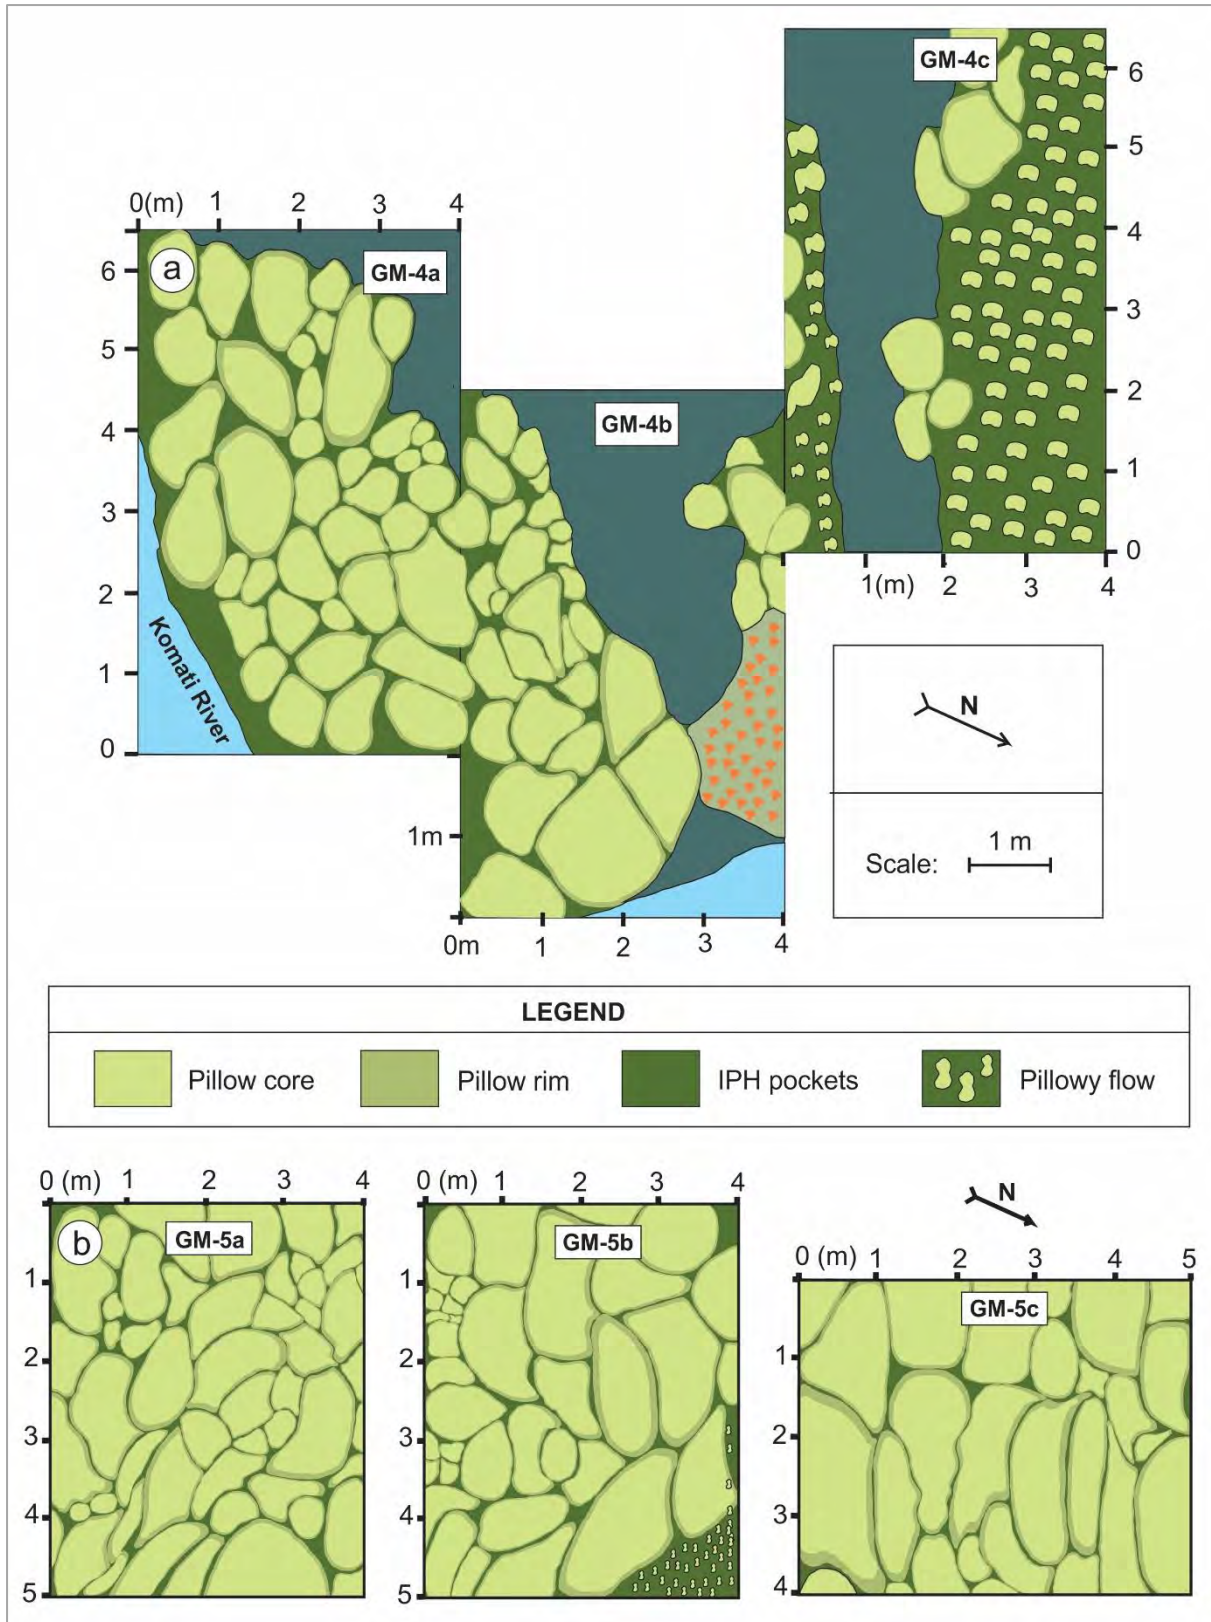 GM-4c
6
5
4
3
2
1
0
1(m) 2 3 4
0(m) 1 2 3 4
a
GM-4a
6
5
4
3
2
1
0
Komati River
GM-4b
1m
0m 1 2 3 4
N
Scale: 1 m
LEGEND
Pillow core Pillow rim IPH pockets Pillowy flow
0 (m) 1 2 3 4
b
GM-5a
1
2
3
4
5
0 (m) 1 2 3 4
GM-5b
1
2
3
4
5
N
0 (m) 1 2 3 4 5
GM-5c
1
2
3
4